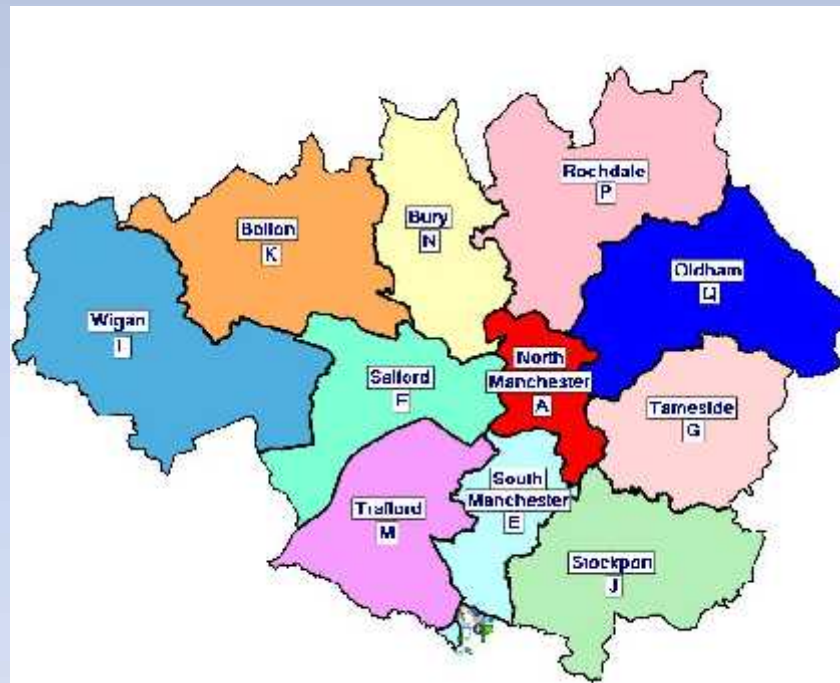 Rochdale
P
Bury
N
Bolton
K
Oldham
Q
Wigan
L
North
Manchester
A
Salford
F
Tameside
G
South
Manchester
E
Trafford
M
Stockport
J